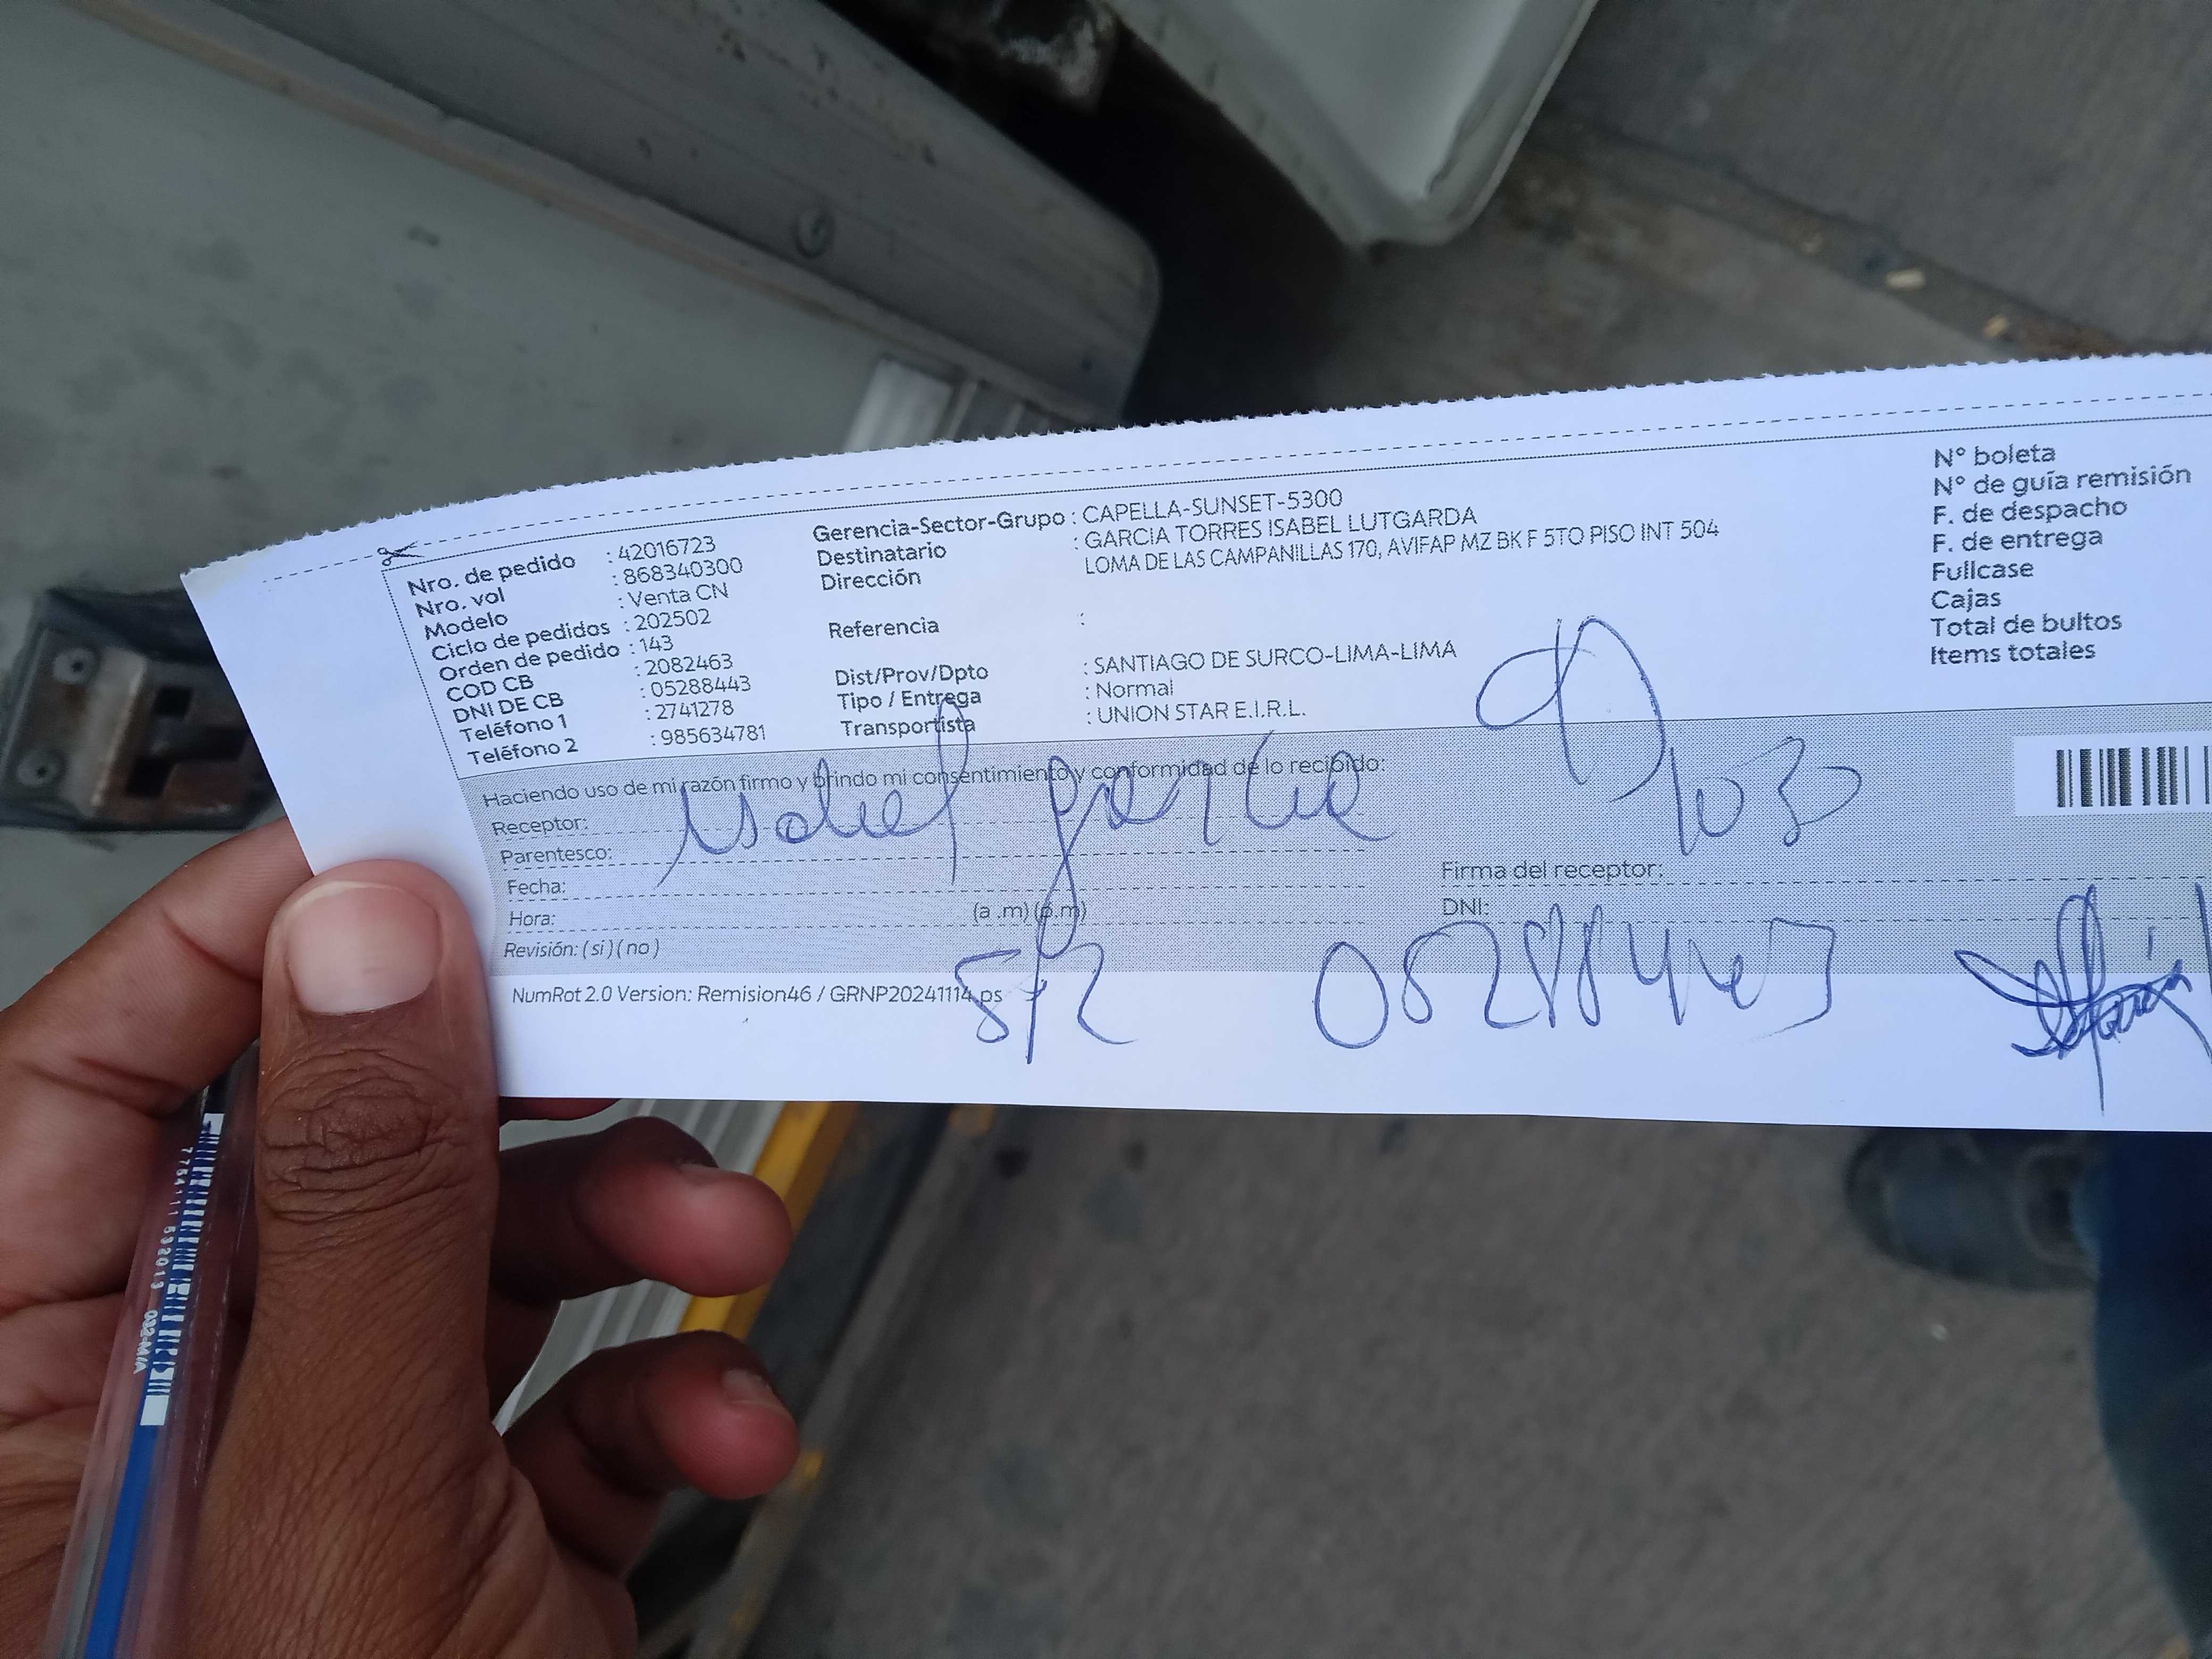 Nro. de pedido : 42016723
Nro. vol : 868340300
Modelo : Venta CN
Ciclo de pedidos : 202502
Orden de pedido : 143
COD CB : 2082463
DNI DE CB : 05288443
Teléfono 1 : 2741278
Teléfono 2 : 985634781
Gerencia-Sector-Grupo : CAPELLA-SUNSET-5300
Destinatario : GARCIA TORRES ISABEL LUTGARDA
Dirección LOMA DE LAS CAMPANILLAS 170, AVIFAP MZ BK F 5TO PISO INT 504
Referencia :
Dist/Prov/Dpto : SANTIAGO DE SURCO-LIMA-LIMA
Tipo / Entrega : Normal
Transportista : UNION STAR E.I.R.L.
N° boleta
N° de guía remisión
F. de despacho
F. de entrega
Fullcase
Cajas
Total de bultos
Items totales
Haciendo uso de mi razón firmo y brindo mi consentimiento y conformidad de lo recibido:
Receptor: Isabel garcia
1030
Parentesco:
Fecha:
Hora: (a .m) (p.m)
Revisión: ( si ) ( no )
Firma del receptor:
DNI:
5/2 05288443
NumRot 2.0 Version: Remision46 / GRNP20241114.ps